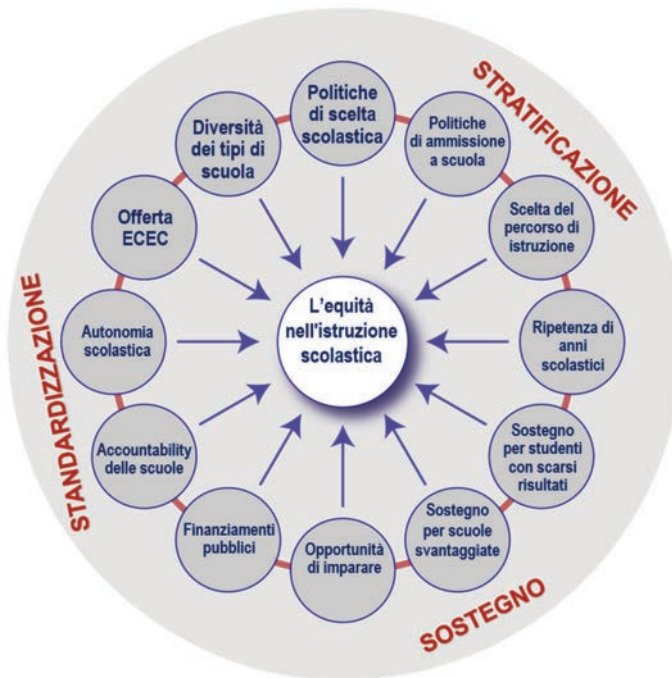 STRATIFICAZIONE
Politiche
di scelta
scolastica
Politiche
di ammissione
a scuola
Scelta del
percorso di
istruzione
Ripetenza di
anni
scolastici
Sostegno
per studenti
con scarsi
risultati
Sostegno
per scuole
svantaggiate
SOSTEGNO
Opportunità
di imparare
Finanziamenti
pubblici
Accountability
delle scuole
Autonomia
scolastica
STANDARDIZZAZIONE
Offerta
ECEC
Diversità
dei tipi di
scuola
L'equità
nell'istruzione
scolastica